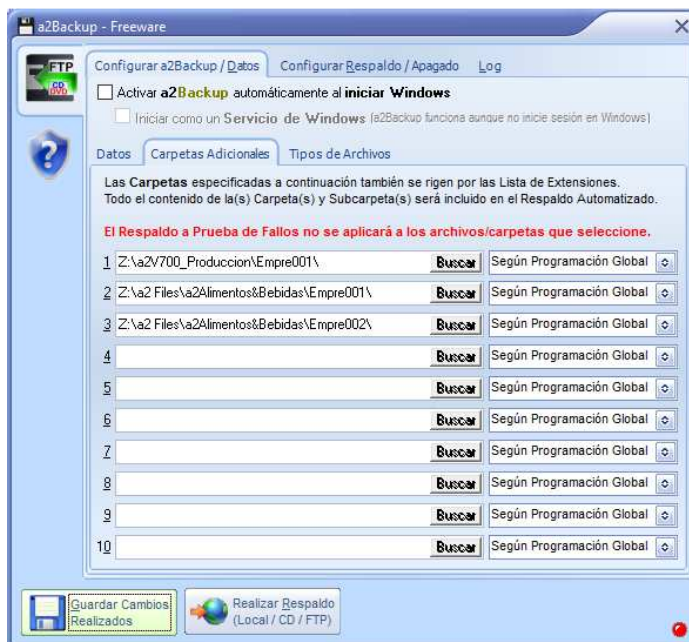 a2Backup - Freeware
FTP
CD
DVD
Configurar a2Backup / Datos
Configurar Respaldo / Apagado
Log
Activar a2Backup automáticamente al iniciar Windows
Iniciar como un Servicio de Windows (a2Backup funciona aunque no inicie sesión en Windows)
Datos
Carpetas Adicionales
Tipos de Archivos
Las Carpetas especificadas a continuación también se rigen por las Lista de Extensiones.
Todo el contenido de la(s) Carpeta(s) y Subcarpeta(s) será incluido en el Respaldo Automatizado.
El Respaldo a Prueba de Fallos no se aplicará a los archivos/carpetas que seleccione.
1 Z:\a2V700_Produccion\Empre001\ Buscar Según Programación Global
2 Z:\a2 Files\a2Alimentos&Bebidas\Empre001\ Buscar Según Programación Global
3 Z:\a2 Files\a2Alimentos&Bebidas\Empre002\ Buscar Según Programación Global
4 Buscar Según Programación Global
5 Buscar Según Programación Global
6 Buscar Según Programación Global
7 Buscar Según Programación Global
8 Buscar Según Programación Global
9 Buscar Según Programación Global
10 Buscar Según Programación Global
Guardar Cambios
Realizados
Realizar Respaldo
(Local / CD / FTP)